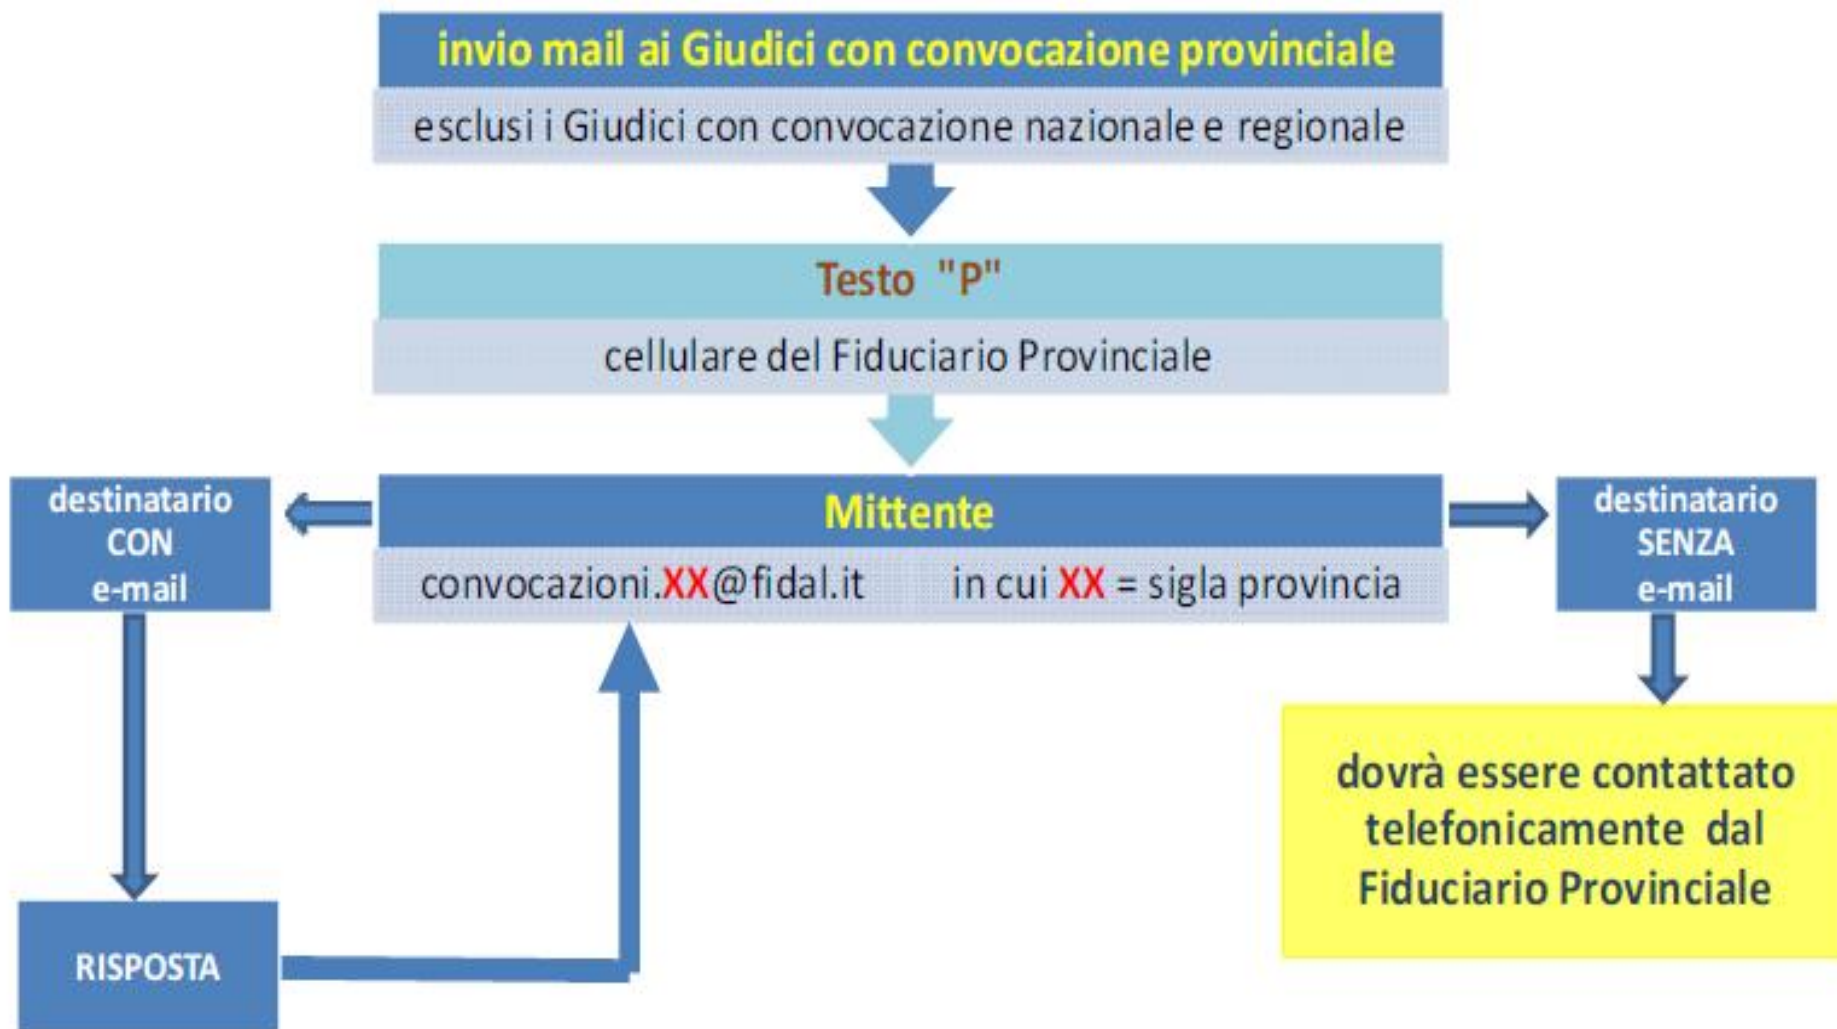 invio mail ai Giudici con convocazione provinciale
esclusi i Giudici con convocazione nazionale e regionale
Testo "P"
cellulare del Fiduciario Provinciale
destinatario
CON
e-mail
Mittente
convocazioni.XX@fidal.it in cui XX = sigla provincia
destinatario
SENZA
e-mail
dovrà essere contattato
telefonicamente dal
Fiduciario Provinciale
RISPOSTA